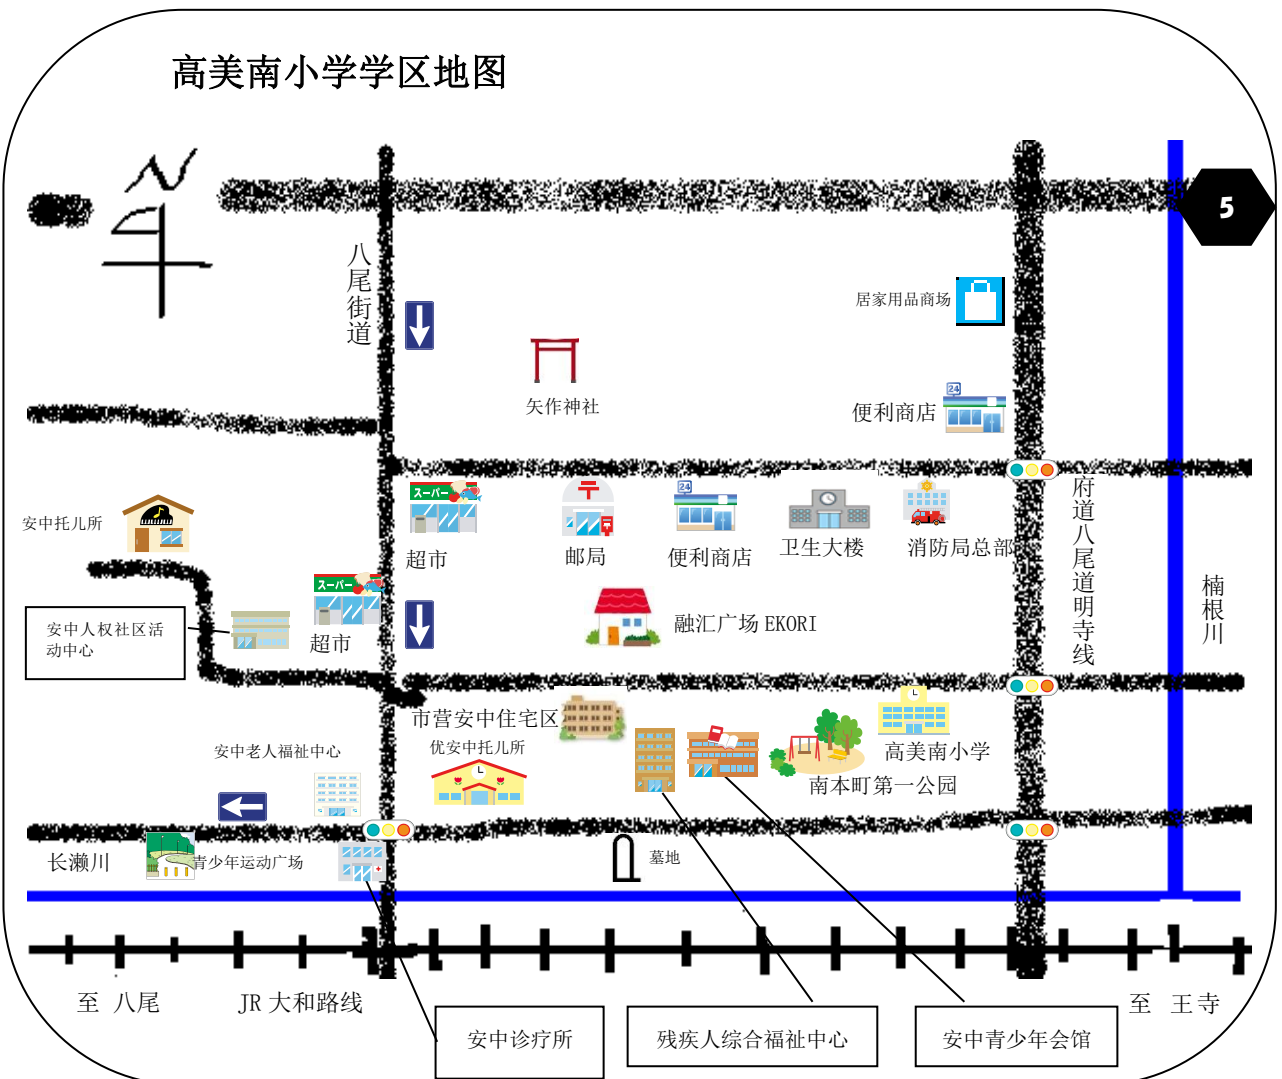 高美南小学学区地图
N
5
八尾街道
居家用品商场
矢作神社
24
便利商店
スーパー
24
安中托儿所
超市
邮局
便利商店
卫生大楼
消防局总部
府道八尾道明寺线
楠根川
スーパー
安中人权社区活
动中心
超市
融汇广场 EKORI
市营安中住宅区
安中老人福祉中心
优安中托儿所
高美南小学
南本町第一公园
长濑川
青少年运动广场
墓地
至 八尾
JR 大和路线
至 王寺
安中诊疗所
残疾人综合福祉中心
安中青少年会馆